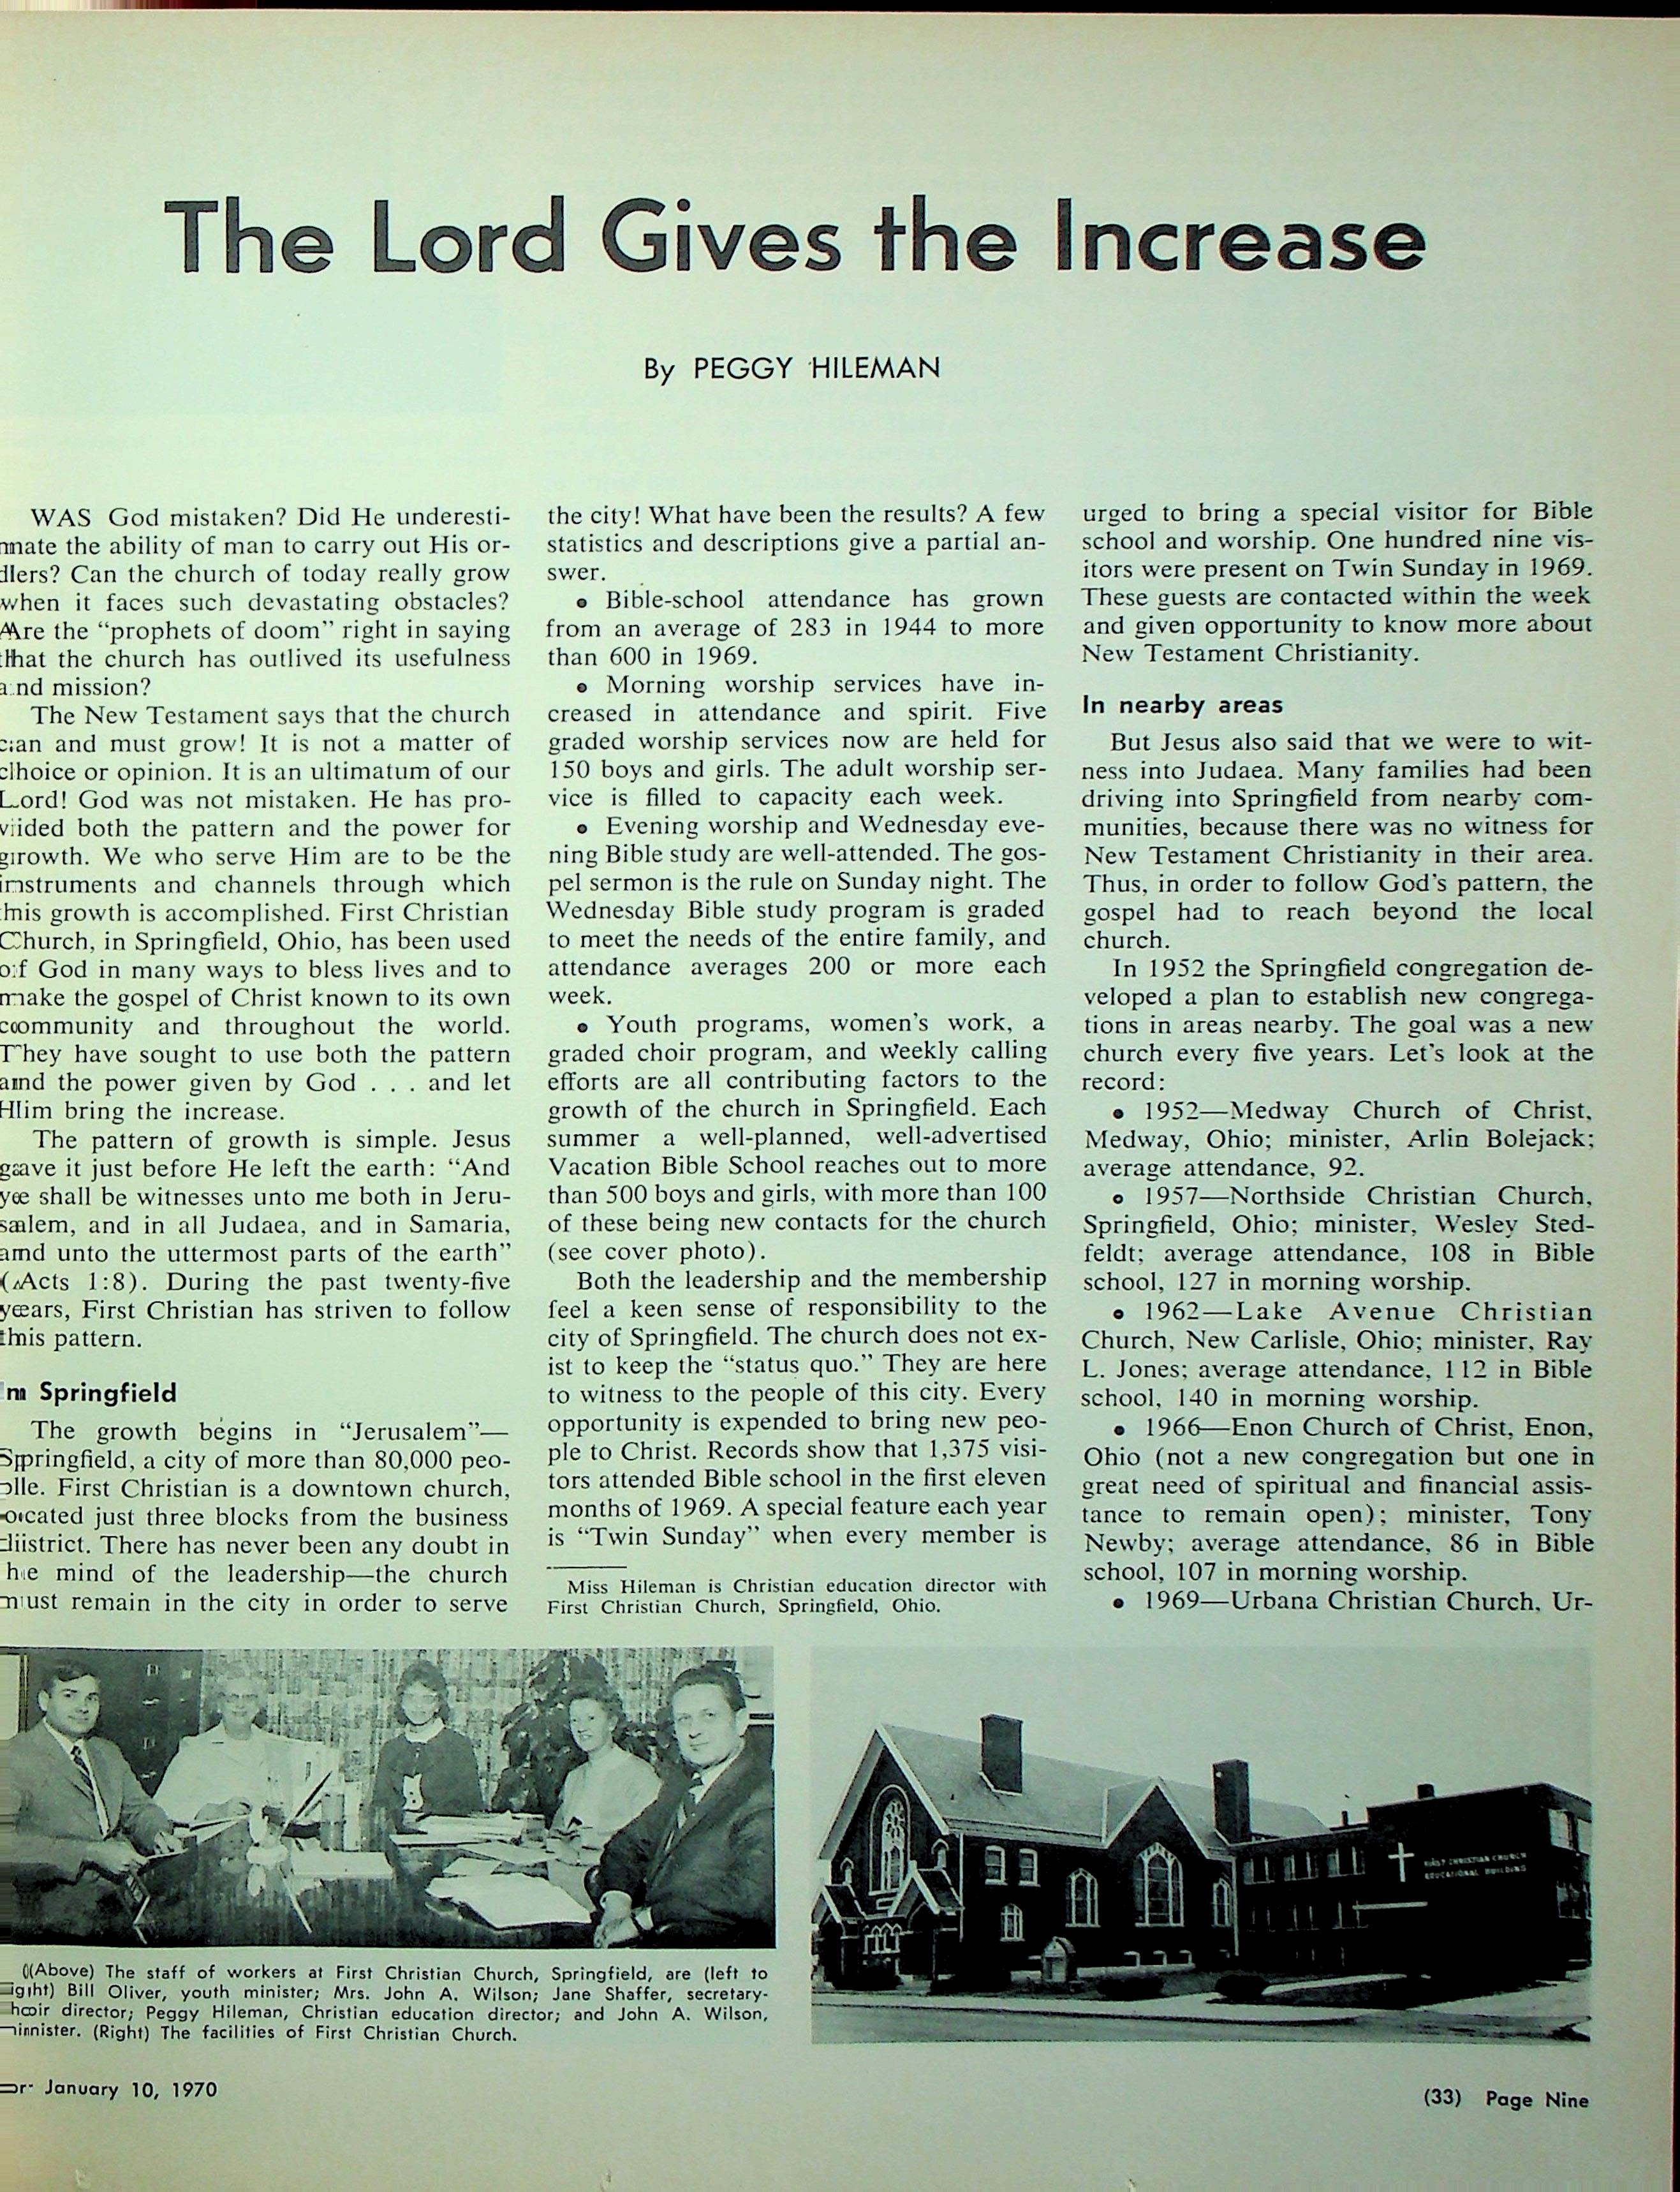 The Lord Gives the Increase
By PEGGY HILEMAN
WAS God mistaken? Did He underesti-
mate the ability of man to carry out His or-
ders? Can the church of today really grow
when it faces such devastating obstacles?
Are the “prophets of doom” right in saying
that the church has outlived its usefulness
and mission?
The New Testament says that the church
can and must grow! It is not a matter of
choice or opinion. It is an ultimatum of our
Lord! God was not mistaken. He has pro-
vided both the pattern and the power for
growth. We who serve Him are to be the
instruments and channels through which
this growth is accomplished. First Christian
Church, in Springfield, Ohio, has been used
of God in many ways to bless lives and to
make the gospel of Christ known to its own
community and throughout the world.
They have sought to use both the pattern
and the power given by God . . . and let
Him bring the increase.
The pattern of growth is simple. Jesus
gave it just before He left the earth: “And
ye shall be witnesses unto me both in Jeru-
salem, and in all Judaea, and in Samaria,
and unto the uttermost parts of the earth”
(Acts 1:8). During the past twenty-five
years, First Christian has striven to follow
this pattern.
In Springfield
The growth begins in “Jerusalem”—
Springfield, a city of more than 80,000 peo-
ple. First Christian is a downtown church,
located just three blocks from the business
district. There has never been any doubt in
the mind of the leadership—the church
must remain in the city in order to serve
the city! What have been the results? A few
statistics and descriptions give a partial an-
swer.
• Bible-school attendance has grown
from an average of 283 in 1944 to more
than 600 in 1969.
• Morning worship services have in-
creased in attendance and spirit. Five
graded worship services now are held for
150 boys and girls. The adult worship ser-
vice is filled to capacity each week.
• Evening worship and Wednesday eve-
ning Bible study are well-attended. The gos-
pel sermon is the rule on Sunday night. The
Wednesday Bible study program is graded
to meet the needs of the entire family, and
attendance averages 200 or more each
week.
• Youth programs, women’s work, a
graded choir program, and weekly calling
efforts are all contributing factors to the
growth of the church in Springfield. Each
summer a well-planned, well-advertised
Vacation Bible School reaches out to more
than 500 boys and girls, with more than 100
of these being new contacts for the church
(see cover photo).
Both the leadership and the membership
feel a keen sense of responsibility to the
city of Springfield. The church does not ex-
ist to keep the “status quo.” They are here
to witness to the people of this city. Every
opportunity is expended to bring new peo-
ple to Christ. Records show that 1,375 visi-
tors attended Bible school in the first eleven
months of 1969. A special feature each year
is “Twin Sunday” when every member is
Miss Hileman is Christian education director with
First Christian Church, Springfield, Ohio.
urged to bring a special visitor for Bible
school and worship. One hundred nine vis-
itors were present on Twin Sunday in 1969.
These guests are contacted within the week
and given opportunity to know more about
New Testament Christianity.
In nearby areas
But Jesus also said that we were to wit-
ness into Judaea. Many families had been
driving into Springfield from nearby com-
munities, because there was no witness for
New Testament Christianity in their area.
Thus, in order to follow God’s pattern, the
gospel had to reach beyond the local
church.
In 1952 the Springfield congregation de-
veloped a plan to establish new congrega-
tions in areas nearby. The goal was a new
church every five years. Let’s look at the
record:
• 1952—Medway Church of Christ,
Medway, Ohio; minister, Arlin Bolejack;
average attendance, 92.
• 1957—Northside Christian Church,
Springfield, Ohio; minister, Wesley Sted-
feldt; average attendance, 108 in Bible
school, 127 in morning worship.
• 1962—Lake Avenue Christian
Church, New Carlisle, Ohio; minister, Ray
L. Jones; average attendance, 112 in Bible
school, 140 in morning worship.
• 1966—Enon Church of Christ, Enon,
Ohio (not a new congregation but one in
great need of spiritual and financial assis-
tance to remain open); minister, Tony
Newby; average attendance, 86 in Bible
school, 107 in morning worship.
• 1969—Urbana Christian Church, Ur-
FIRST CHRISTIAN CHURCH
EDUCATIONAL BUILDING
(Above) The staff of workers at First Christian Church, Springfield, are (left to
right) Bill Oliver, youth minister; Mrs. John A. Wilson; Jane Shaffer, secretary-
choir director; Peggy Hileman, Christian education director; and John A. Wilson,
minister. (Right) The facilities of First Christian Church.
January 10, 1970
(33) Page Nine